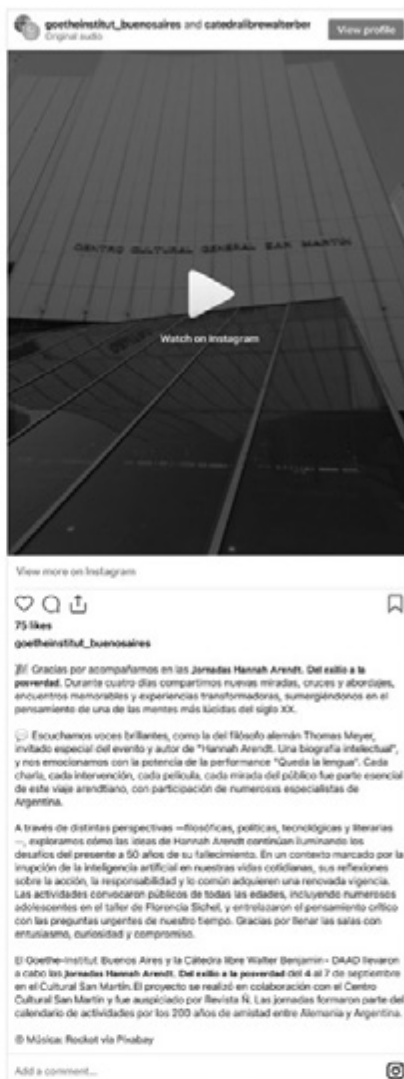 goetheinstitut_buenosaires and catedralibrewalterber
Original audio
View profile
CENTRO CULTURAL GENERAL SAN MARTIN
Watch on Instagram
View more on Instagram
75 likes
goetheinstitut_buenosaires
Gracias por acompañarnos en las Jornadas Hannah Arendt. Del exilio a la
posverdad. Durante cuatro días compartimos nuevas miradas, cruces y abordajes,
encuentros memorables y experiencias transformadoras, sumergiéndonos en el
pensamiento de una de las mentes más lúcidas del siglo XX.
Escuchamos voces brillantes, como la del filósofo alemán Thomas Meyer,
invitado especial del evento y autor de "Hannah Arendt. Una biografía intelectual",
y nos emocionamos con la potencia de la performance "Queda la lengua". Cada
charla, cada intervención, cada película, cada mirada del público fue parte esencial
de este viaje arendtiano, con participación de numerosxs especialistas de
Argentina.
A través de distintas perspectivas —filosóficas, políticas, tecnológicas y literarias
—, exploramos cómo las ideas de Hannah Arendt continúan iluminando los
desafíos del presente a 50 años de su fallecimiento. En un contexto marcado por la
irrupción de la inteligencia artificial en nuestras vidas cotidianas, sus reflexiones
sobre la acción, la responsabilidad y lo común adquieren una renovada vigencia.
Las actividades convocaron públicos de todas las edades, incluyendo numerosos
adolescentes en el taller de Florencia Sichel, y entrelazaron el pensamiento crítico
con las preguntas urgentes de nuestro tiempo. Gracias por llenar las salas con
entusiasmo, curiosidad y compromiso.
El Goethe-Institut Buenos Aires y la Cátedra libre Walter Benjamin - DAAD llevaron
a cabo las Jornadas Hannah Arendt. Del exilio a la posverdad del 4 al 7 de septiembre
en el Cultural San Martín. El proyecto se realizó en colaboración con el Centro
Cultural San Martín y fue auspiciado por Revista Ñ. Las jornadas formaron parte del
calendario de actividades por los 200 años de amistad entre Alemania y Argentina.
Música: Rockot vía Pixabay
Add a comment...